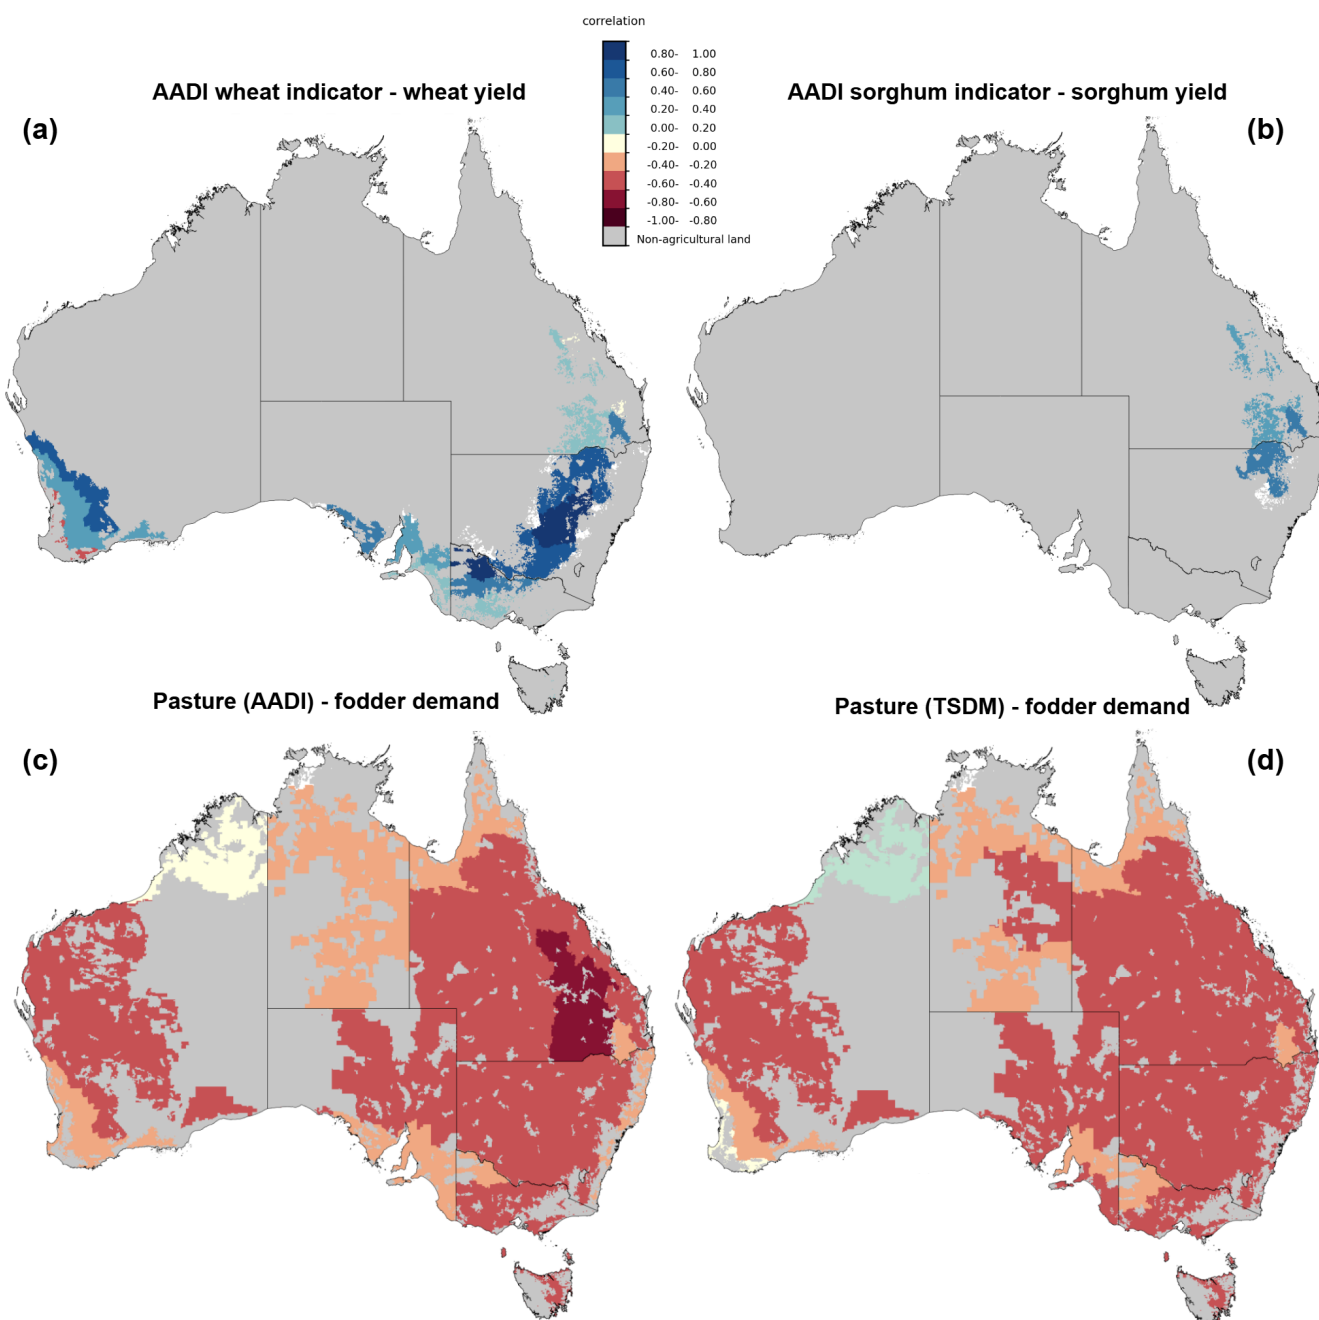 correlation
0.80- 1.00
0.60- 0.80
0.40- 0.60
0.20- 0.40
0.00- 0.20
-0.20- 0.00
-0.40- -0.20
-0.60- -0.40
-0.80- -0.60
-1.00- -0.80
Non-agricultural land
AADI wheat indicator - wheat yield
(a)
AADI sorghum indicator - sorghum yield
(b)
Pasture (AADI) - fodder demand
(c)
Pasture (TSDM) - fodder demand
(d)